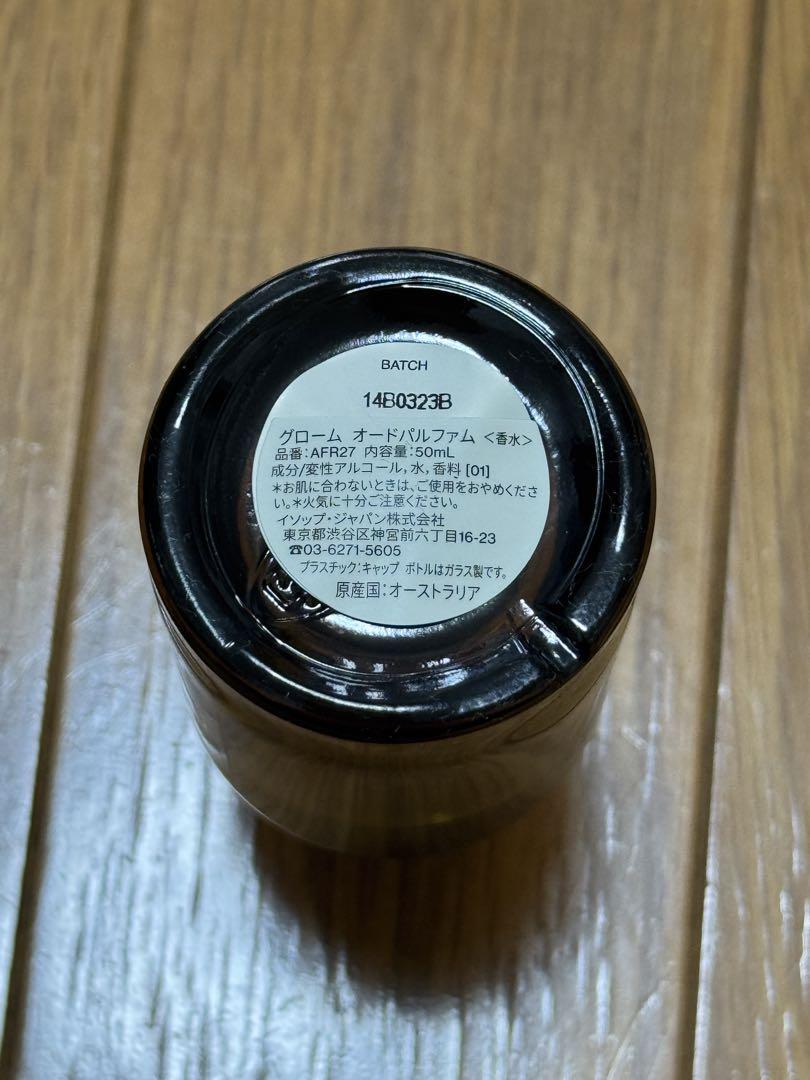 BATCH
14B0323B
グローム オードパルファム <香水>
品番:AFR27 内容量:50mL
成分/変性アルコール, 水, 香料 [01]
*お肌に合わないときは、ご使用をおやめくださ
い。*火気に十分ご注意ください。
イソップ・ジャパン株式会社
東京都渋谷区神宮前六丁目16-23
☎03-6271-5605
プラスチック:キャップ ボトルはガラス製です。
原産国:オーストラリア